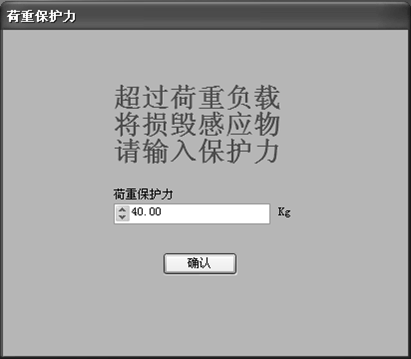 荷重保护力
超过荷重负载
将损毁感应物
请输入保护力
荷重保护力
40.00 Kg
确认